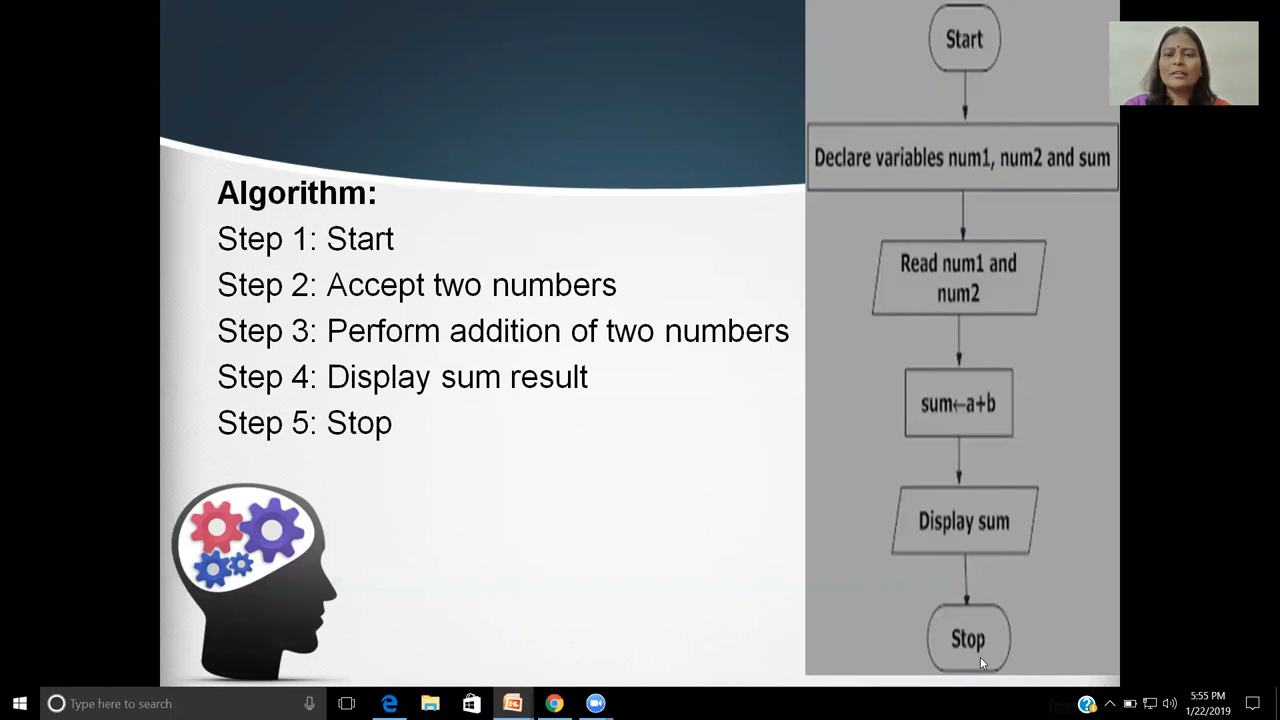 Algorithm:
Step 1: Start
Step 2: Accept two numbers
Step 3: Perform addition of two numbers
Step 4: Display sum result
Step 5: Stop
Start
Declare variables num1, num2 and sum
Read num1 and
num2
sum←a+b
Display sum
Stop
Type here to search
5:55 PM
1/22/2019